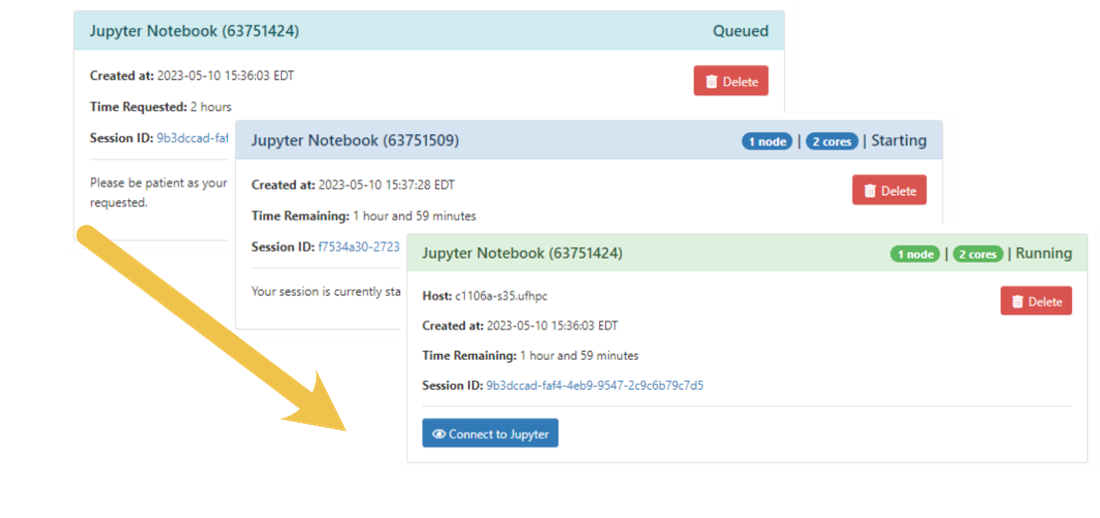 Jupyter Notebook (63751424) Queued
Created at: 2023-05-10 15:36:03 EDT
Delete
Time Requested: 2 hours
Session ID: 9b3dccad-faf
Please be patient as your
requested.
Jupyter Notebook (63751509) 1 node | 2 cores | Starting
Created at: 2023-05-10 15:37:28 EDT
Delete
Time Remaining: 1 hour and 59 minutes
Session ID: f7534a30-2723
Your session is currently sta
Jupyter Notebook (63751424) 1 node | 2 cores | Running
Host: c1106a-s35.ufhpc
Delete
Created at: 2023-05-10 15:36:03 EDT
Time Remaining: 1 hour and 59 minutes
Session ID: 9b3dccad-faf4-4eb9-9547-2c9c6b79c7d5
Connect to Jupyter